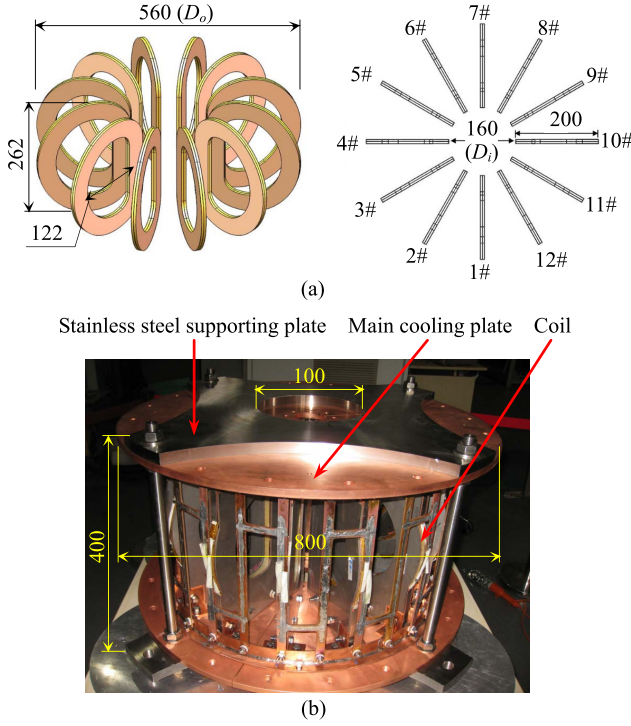 560 (Dₒ)
262
122
7#
6#
8#
5#
9#
160
200
4#
(Dᵢ)
10#
3#
11#
2#
12#
1#
(a)
Stainless steel supporting plate
Main cooling plate
Coil
100
400
800
(b)